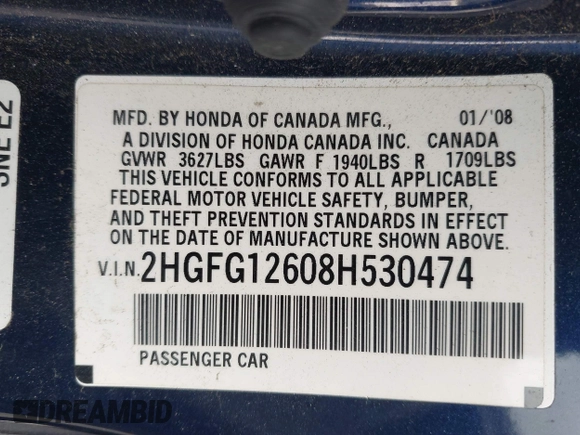 MFD. BY HONDA OF CANADA MFG., 01/'08
A DIVISION OF HONDA CANADA INC. CANADA
GVWR 3627LBS GAWR F 1940LBS R 1709LBS
THIS VEHICLE CONFORMS TO ALL APPLICABLE
FEDERAL MOTOR VEHICLE SAFETY, BUMPER,
AND THEFT PREVENTION STANDARDS IN EFFECT
ON THE DATE OF MANUFACTURE SHOWN ABOVE.
V.I.N. 2HGFG12608H530474
PASSENGER CAR
DREAMBID